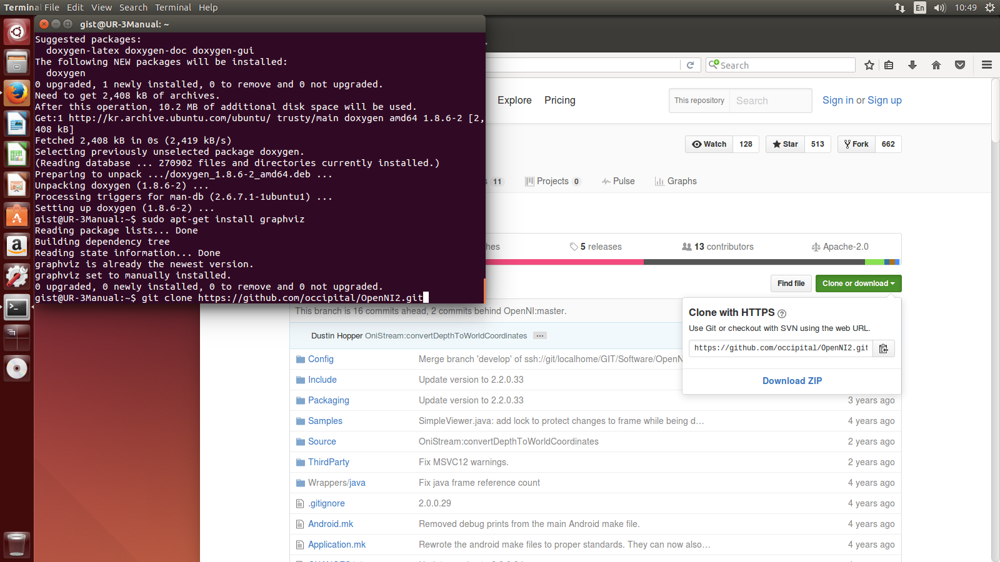 Terminal File Edit View Search Terminal Help
En 10:49
gist@UR-3Manual: ~
Suggested packages:
doxygen-latex doxygen-doc doxygen-gui
The following NEW packages will be installed:
doxygen
0 upgraded, 1 newly installed, 0 to remove and 0 not upgraded.
Need to get 2,408 kB of archives.
After this operation, 10.2 MB of additional disk space will be used.
Get:1 http://kr.archive.ubuntu.com/ubuntu/ trusty/main doxygen amd64 1.8.6-2 [2,
408 kB]
Fetched 2,408 kB in 0s (2,419 kB/s)
Selecting previously unselected package doxygen.
(Reading database ... 270902 files and directories currently installed.)
Preparing to unpack .../doxygen_1.8.6-2_amd64.deb ...
Unpacking doxygen (1.8.6-2) ...
Processing triggers for man-db (2.6.7.1-1ubuntu1) ...
Setting up doxygen (1.8.6-2) ...
gist@UR-3Manual:~$ sudo apt-get install graphviz
Reading package lists... Done
Building dependency tree
Reading state information... Done
graphviz is already the newest version.
graphviz set to manually installed.
0 upgraded, 0 newly installed, 0 to remove and 0 not upgraded.
gist@UR-3Manual:~$ git clone https://github.com/occipital/OpenNI2.git
Search
Explore Pricing
This repository Search
Sign in or Sign up
Watch 128 Star 513 Fork 662
11 Projects 0 Pulse Graphs
5 releases 13 contributors Apache-2.0
Find file Clone or download
This branch is 16 commits ahead, 2 commits behind OpenNI:master.
Clone with HTTPS ?
Use Git or checkout with SVN using the web URL.
https://github.com/occipital/OpenNI2.git
Download ZIP
Dustin Hopper OniStream:convertDepthToWorldCoordinates ...
Config Merge branch 'develop' of ssh://git/localhome/GIT/Software/OpenN
Include Update version to 2.2.0.33
Packaging Update version to 2.2.0.33 3 years ago
Samples SimpleViewer.java: add lock to protect changes to frame while being d… 4 years ago
Source OniStream:convertDepthToWorldCoordinates 2 years ago
ThirdParty Fix MSVC12 warnings. 2 years ago
Wrappers/java Fix java frame reference count 4 years ago
.gitignore 2.0.0.29 4 years ago
Android.mk Removed debug prints from the main Android make file. 4 years ago
Application.mk Rewrote the android make files to proper standards. They can now also… 4 years ago